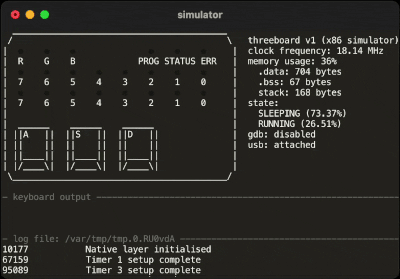 simulator
threeboard v1 (x86 simulator)
clock frequency: 18.14 MHz
memory usage: 36%
.data: 704 bytes
.bss: 67 bytes
stack: 168 bytes
state:
SLEEPING (73.37%)
RUNNING (26.51%)
gdb: disabled
usb: attached
R G B PROG STATUS ERR
7 6 5 4 3 2 1 0
7 6 5 4 3 2 1 0
A S D
keyboard output
log file: /var/tmp/tmp.0.RU0vdA
10177 Native layer initialised
67159 Timer 1 setup complete
95089 Timer 3 setup complete